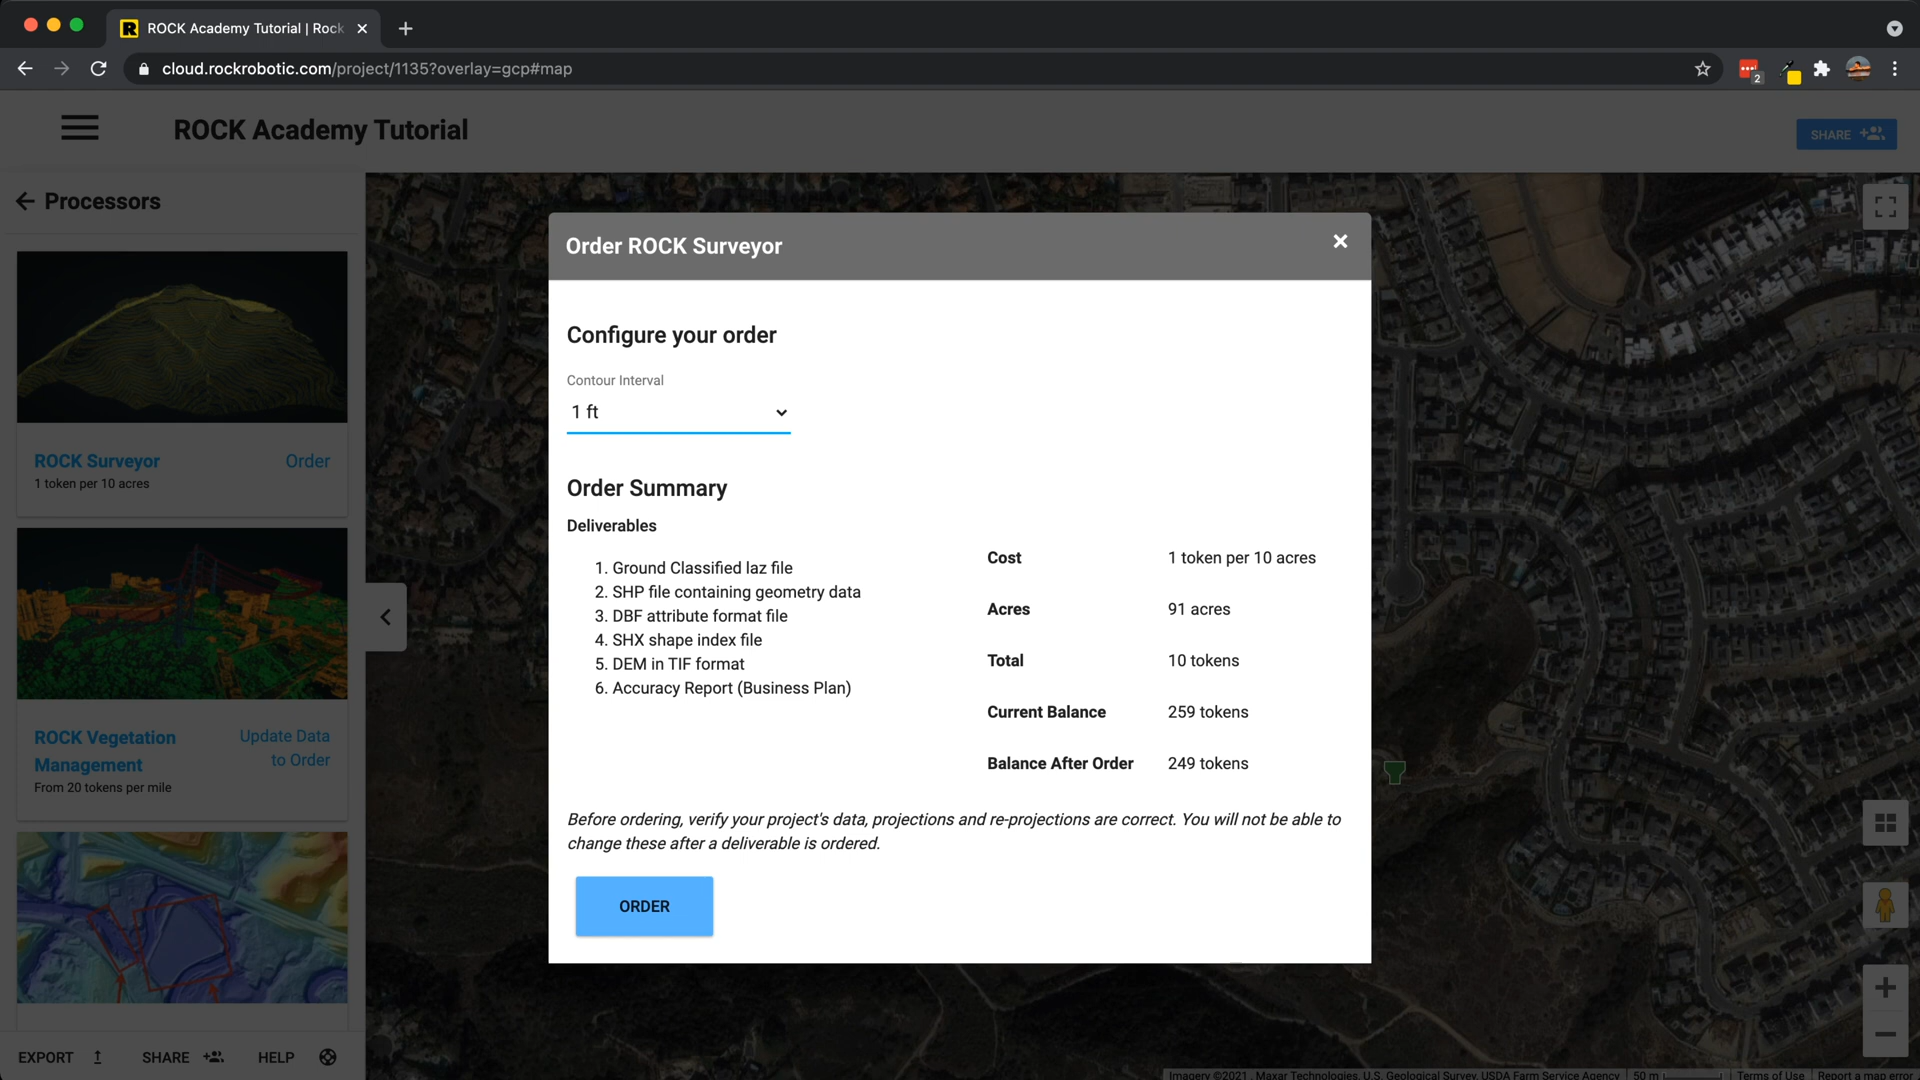 ROCK Academy Tutorial | Rock
cloud.rockrobotic.com/project/1135?overlay=gcp#map
2
ROCK Academy Tutorial
SHARE
Processors
ROCK Surveyor
Order
1 token per 10 acres
ROCK Vegetation
Management
Update Data
to Order
From 20 tokens per mile
EXPORT
SHARE
HELP
Order ROCK Surveyor
Configure your order
Contour Interval
1 ft
Order Summary
Deliverables
1. Ground Classified laz file
2. SHP file containing geometry data
3. DBF attribute format file
4. SHX shape index file
5. DEM in TIF format
6. Accuracy Report (Business Plan)
Cost 1 token per 10 acres
Acres 91 acres
Total 10 tokens
Current Balance 259 tokens
Balance After Order 249 tokens
Before ordering, verify your project's data, projections and re-projections are correct. You will not be able to
change these after a deliverable is ordered.
ORDER
Imagery ©2021 , Maxar Technologies, U.S. Geological Survey, USDA Farm Service Agency 50 m Terms of Use Report a map error